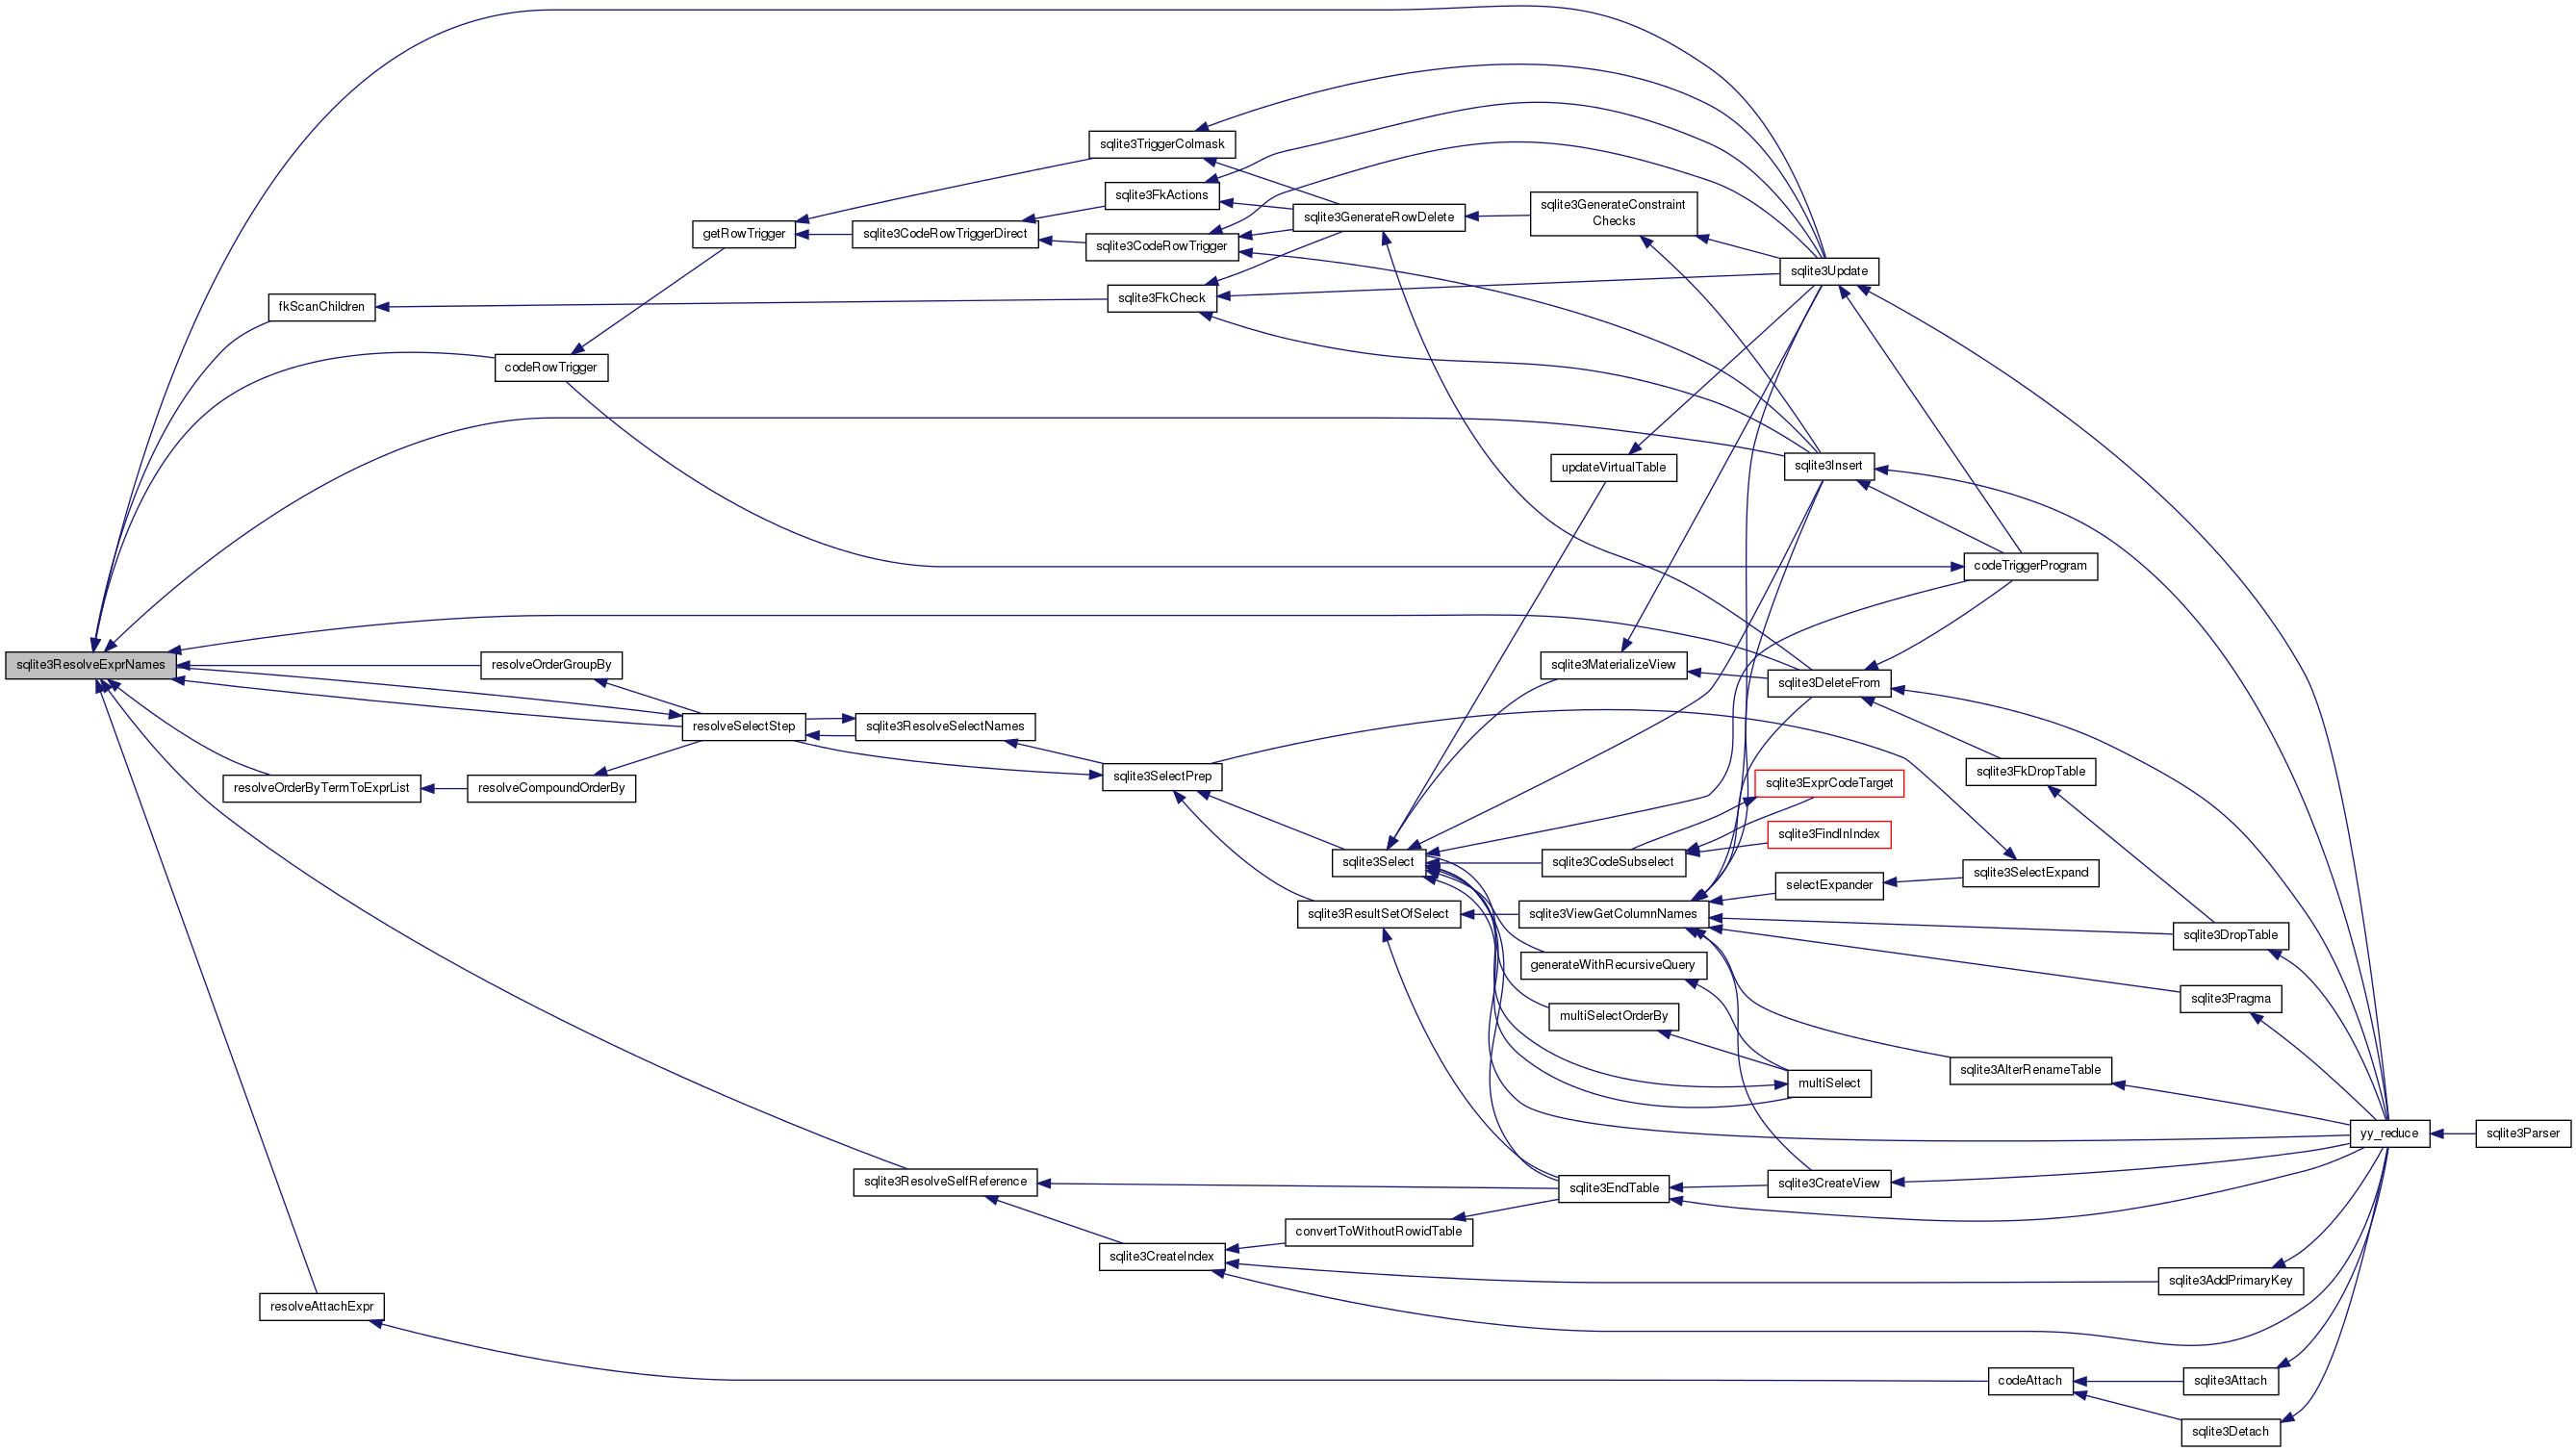 sqlite3TriggerColmask
sqlite3FkActions
sqlite3GenerateConstraint
Checks
sqlite3GenerateRowDelete
getRowTrigger
sqlite3CodeRowTriggerDirect
sqlite3CodeRowTrigger
sqlite3Update
sqlite3FkCheck
fkScanChildren
codeRowTrigger
updateVirtualTable
sqlite3Insert
codeTriggerProgram
sqlite3ResolveExprNames
resolveOrderGroupBy
sqlite3MaterializeView
sqlite3DeleteFrom
resolveSelectStep
sqlite3ResolveSelectNames
sqlite3SelectPrep
sqlite3FkDropTable
sqlite3ExprCodeTarget
resolveOrderByTermToExprList
resolveCompoundOrderBy
sqlite3FindInIndex
sqlite3Select
sqlite3CodeSubselect
sqlite3SelectExpand
selectExpander
sqlite3ResultSetOfSelect
sqlite3ViewGetColumnNames
sqlite3DropTable
generateWithRecursiveQuery
sqlite3Pragma
multiSelectOrderBy
sqlite3AlterRenameTable
multiSelect
yy_reduce
sqlite3Parser
sqlite3ResolveSelfReference
sqlite3EndTable
sqlite3CreateView
convertToWithoutRowidTable
sqlite3CreateIndex
sqlite3AddPrimaryKey
resolveAttachExpr
codeAttach
sqlite3Attach
sqlite3Detach